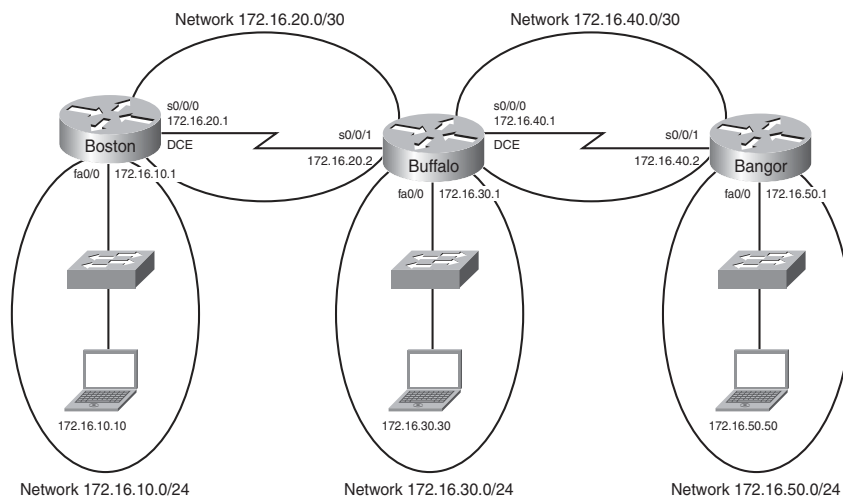 Network 172.16.20.0/30
Network 172.16.40.0/30
s0/0/0
172.16.20.1
DCE
Boston
s0/0/1
172.16.20.2
s0/0/0
172.16.40.1
DCE
Buffalo
s0/0/1
172.16.40.2
Bangor
fa0/0
172.16.10.1
fa0/0
172.16.30.1
fa0/0
172.16.50.1
172.16.10.10
172.16.30.30
172.16.50.50
Network 172.16.10.0/24
Network 172.16.30.0/24
Network 172.16.50.0/24